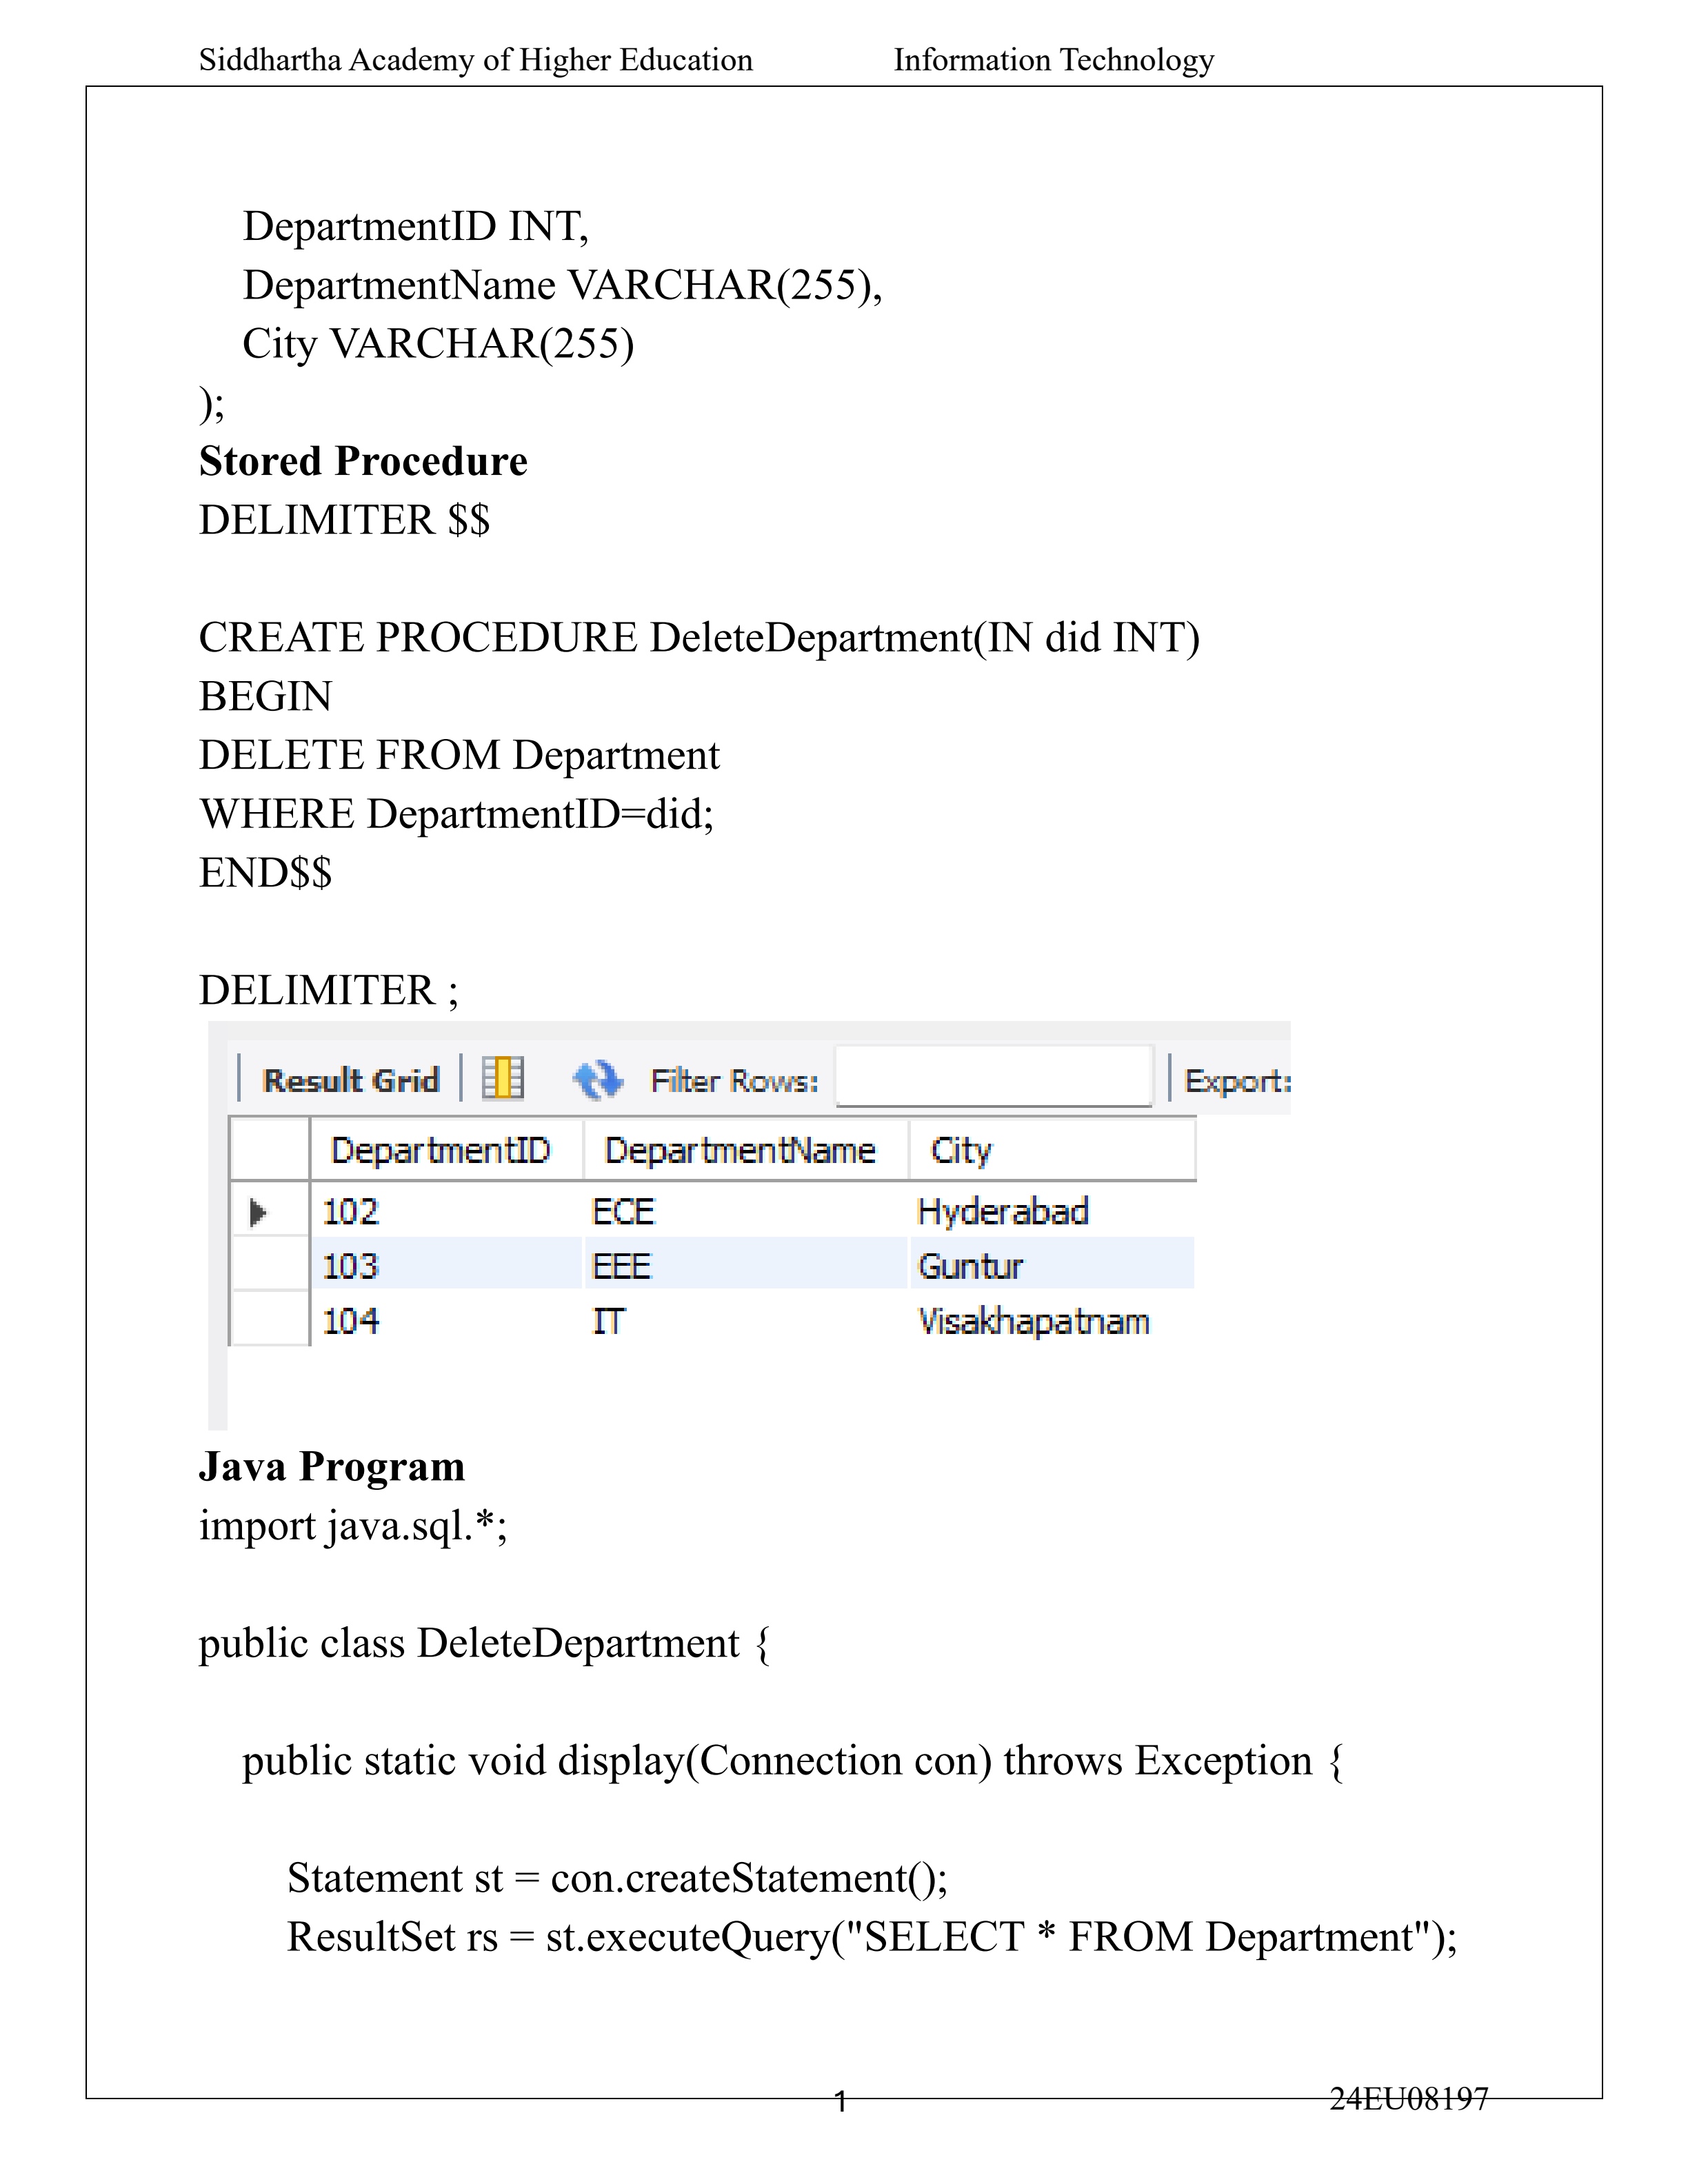 Siddhartha Academy of Higher Education Information Technology
DepartmentID INT,
DepartmentName VARCHAR(255),
City VARCHAR(255)
);
Stored Procedure
DELIMITER $$
CREATE PROCEDURE DeleteDepartment(IN did INT)
BEGIN
DELETE FROM Department
WHERE DepartmentID=did;
END$$
DELIMITER ;
Result Grid Filter Rows: Export:
DepartmentID DepartmentName City
102 ECE Hyderabad
103 EEE Guntur
104 IT Visakhapatnam
Java Program
import java.sql.*;
public class DeleteDepartment {
public static void display(Connection con) throws Exception {
Statement st = con.createStatement();
ResultSet rs = st.executeQuery("SELECT * FROM Department");
1 24EU08197